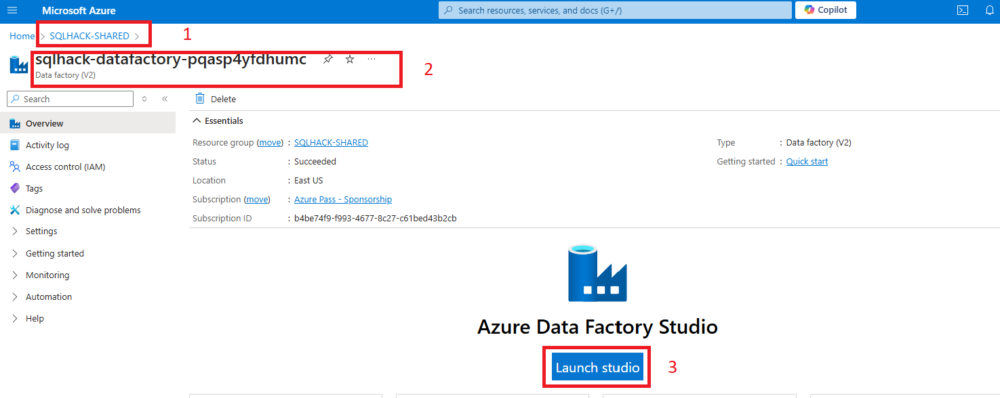 Microsoft Azure
Search resources, services, and docs (G+/)
Copilot
Home > SQLHACK-SHARED >
1
sqlhack-datafactory-pqasp4yfdhumc
2
Data factory (V2)
Search
Delete
Overview
Activity log
Access control (IAM)
Tags
Diagnose and solve problems
Settings
Getting started
Monitoring
Automation
Help
Essentials
Resource group (move) : SQLHACK-SHARED
Status : Succeeded
Location : East US
Subscription (move) : Azure Pass - Sponsorship
Subscription ID : b4be74f9-f993-4677-8c27-c61bed43b2cb
Type : Data factory (V2)
Getting started : Quick start
Azure Data Factory Studio
Launch studio
3